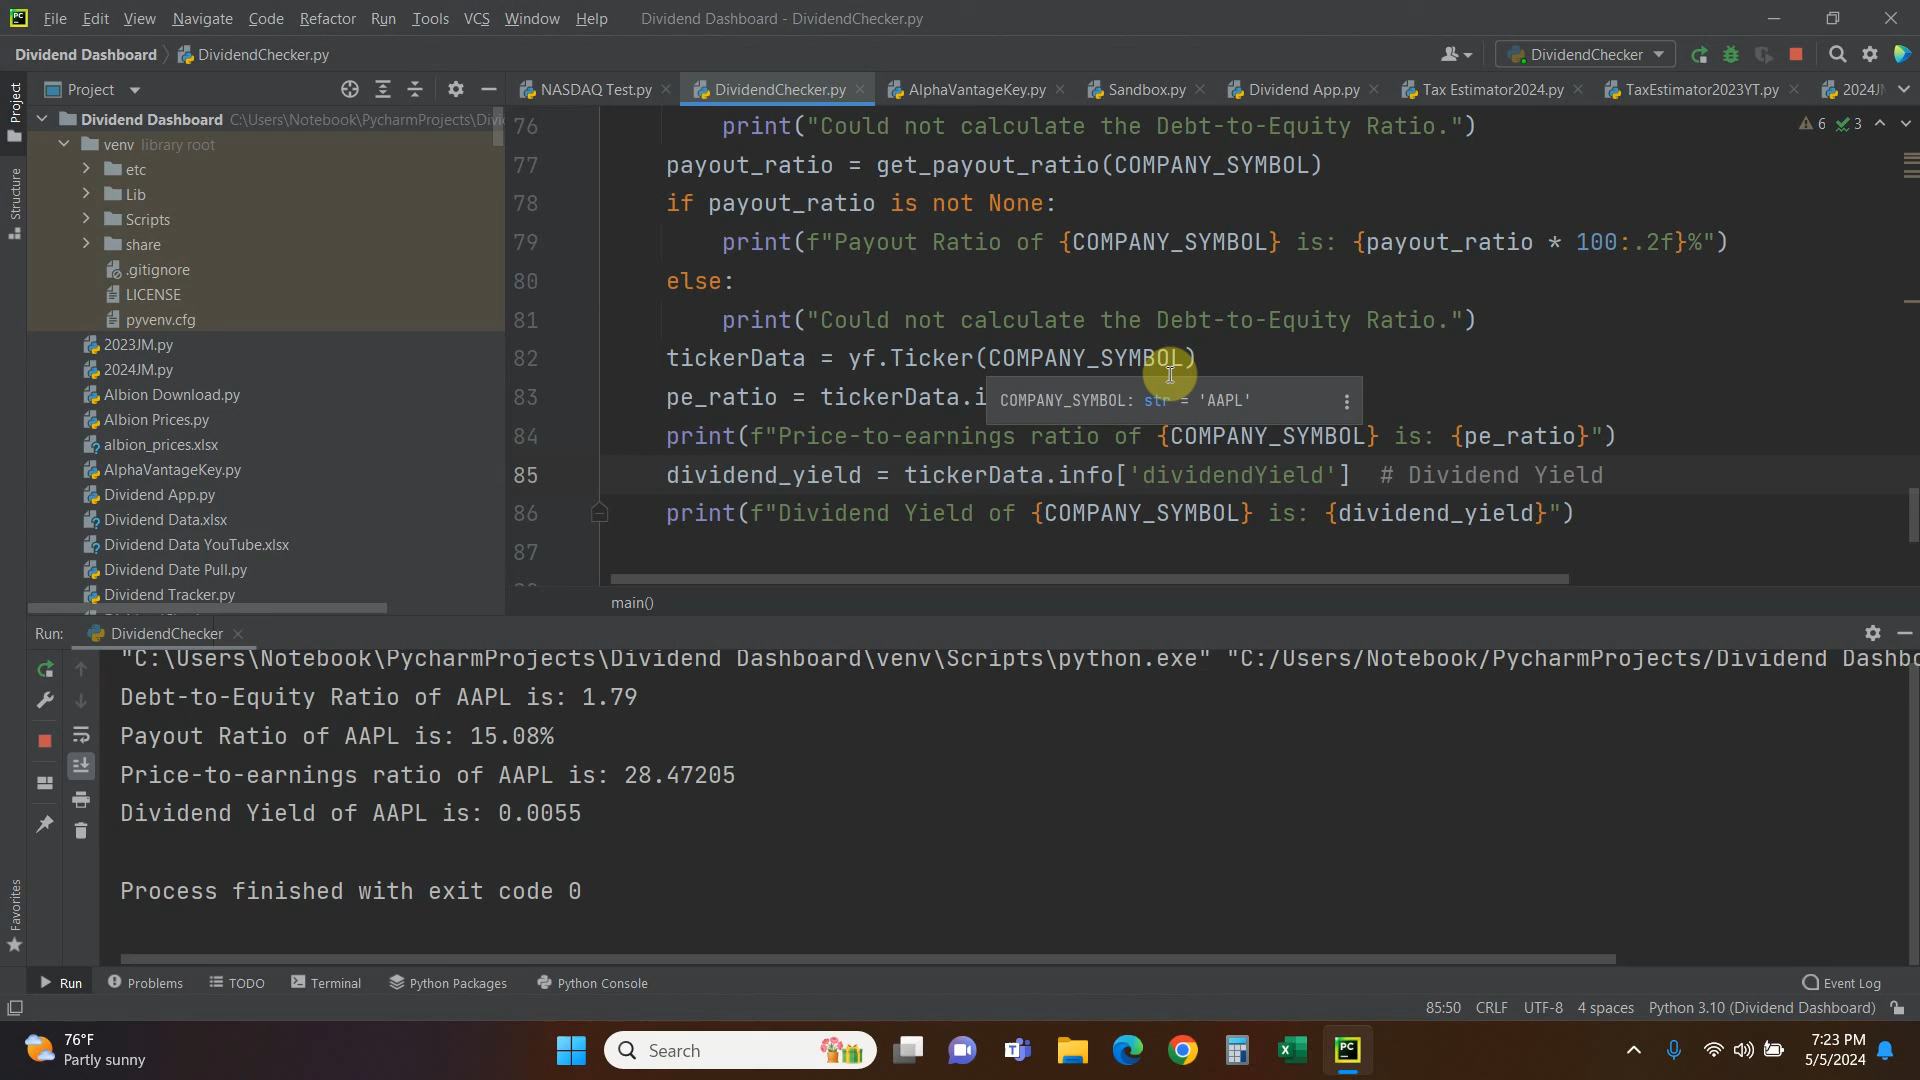 File Edit View Navigate Code Refactor Run Tools VCS Window Help Dividend Dashboard - DividendChecker.py
Dividend Dashboard DividendChecker.py DividendChecker
Project NASDAQ Test.py DividendChecker.py AlphaVantageKey.py Sandbox.py Dividend App.py Tax Estimator2024.py TaxEstimator2023YT.py
Project
Structure
Favorites
Dividend Dashboard C:\Users\Notebook\PycharmProjects\Divi
venv library root
etc
Lib
Scripts
share
.gitignore
LICENSE
pyvenv.cfg
2023JM.py
2024JM.py
Albion Download.py
Albion Prices.py
albion_prices.xlsx
AlphaVantageKey.py
Dividend App.py
Dividend Data.xlsx
Dividend Data YouTube.xlsx
Dividend Date Pull.py
Dividend Tracker.py
6 3
76 print("Could not calculate the Debt-to-Equity Ratio.")
77 payout_ratio = get_payout_ratio(COMPANY_SYMBOL)
78 if payout_ratio is not None:
79 print(f"Payout Ratio of {COMPANY_SYMBOL} is: {payout_ratio * 100:.2f}%")
80 else:
81 print("Could not calculate the Debt-to-Equity Ratio.")
82 tickerData = yf.Ticker(COMPANY_SYMBOL)
83 pe_ratio = tickerData.i
COMPANY_SYMBOL: str = 'AAPL'
84 print(f"Price-to-earnings ratio of {COMPANY_SYMBOL} is: {pe_ratio}")
85 dividend_yield = tickerData.info['dividendYield'] # Dividend Yield
86 print(f"Dividend Yield of {COMPANY_SYMBOL} is: {dividend_yield}")
87
main()
Run: DividendChecker
"C:\Users\Notebook\PycharmProjects\Dividend Dashboard\venv\Scripts\python.exe" "C:/Users/Notebook/PycharmProjects/Dividend Dashbo
Debt-to-Equity Ratio of AAPL is: 1.79
Payout Ratio of AAPL is: 15.08%
Price-to-earnings ratio of AAPL is: 28.47205
Dividend Yield of AAPL is: 0.0055
Process finished with exit code 0
Run Problems TODO Terminal Python Packages Python Console Event Log
85:50 CRLF UTF-8 4 spaces Python 3.10 (Dividend Dashboard)
76°F
Partly sunny
Search
7:23 PM
5/5/2024